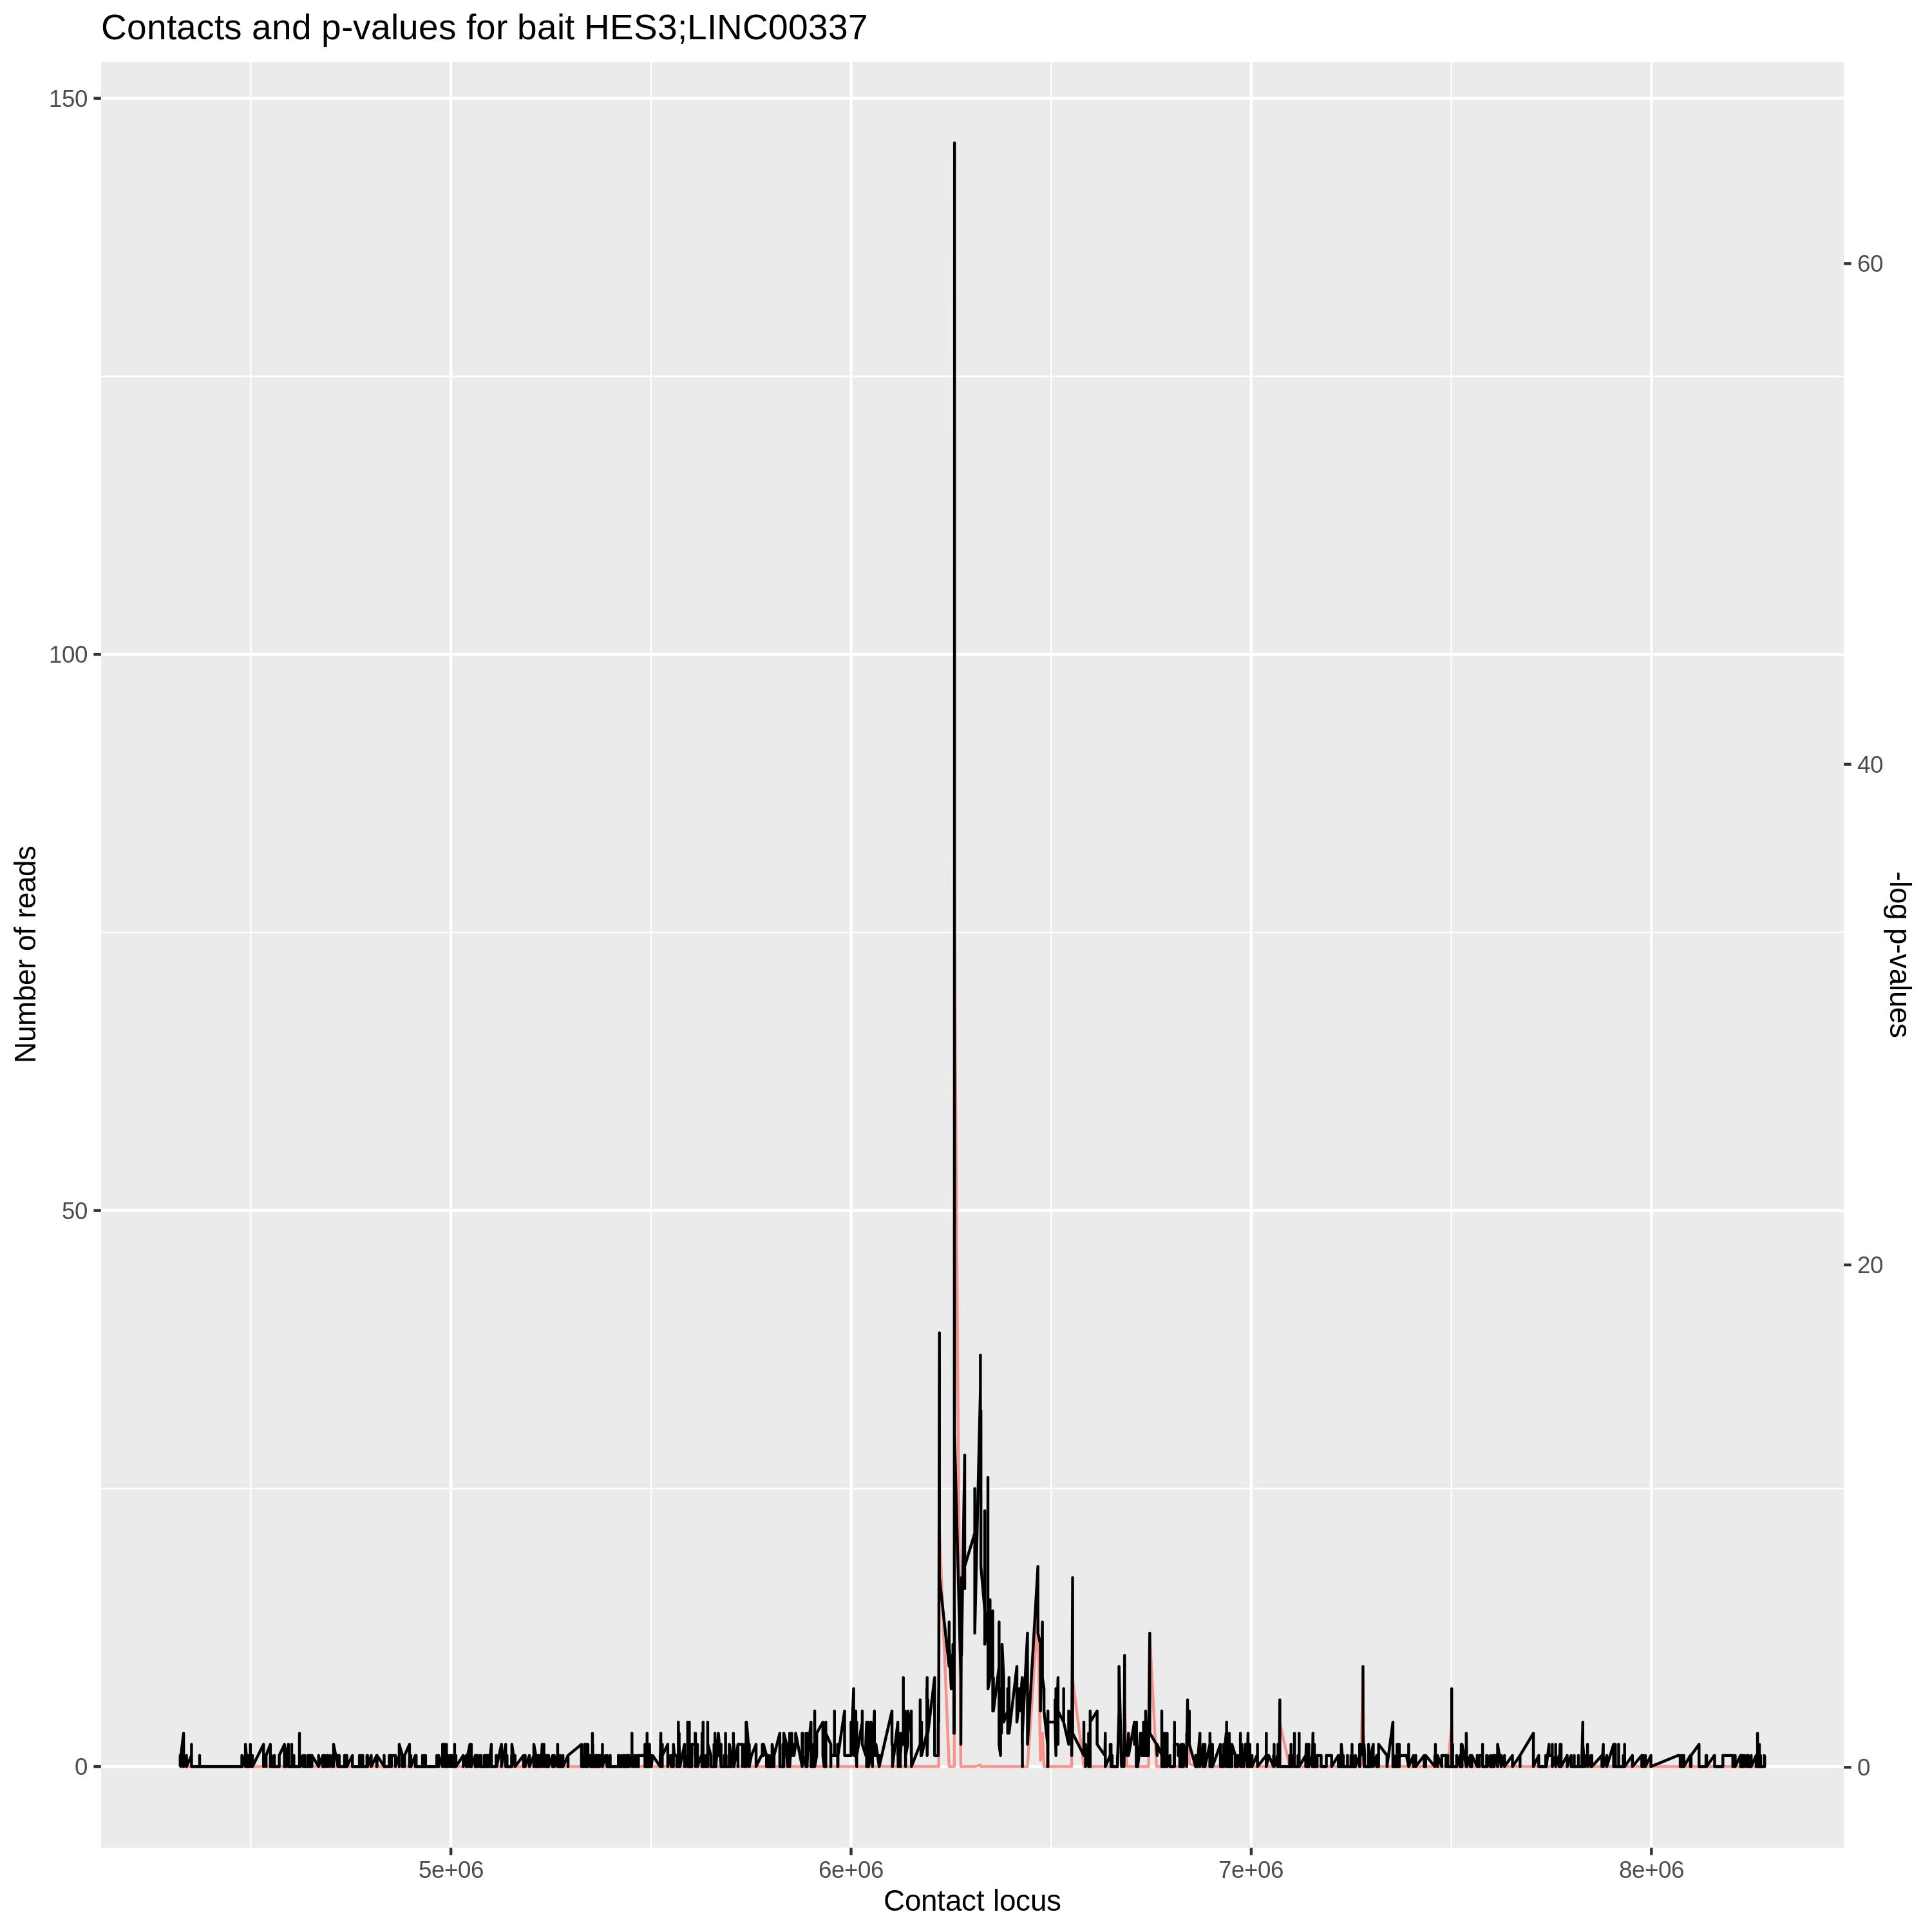 Contacts and p-values for bait HES3;LINC00337
150
100
50
0
Number of reads
60
40
20
0
-log p-values
5e+06
6e+06
7e+06
8e+06
Contact locus